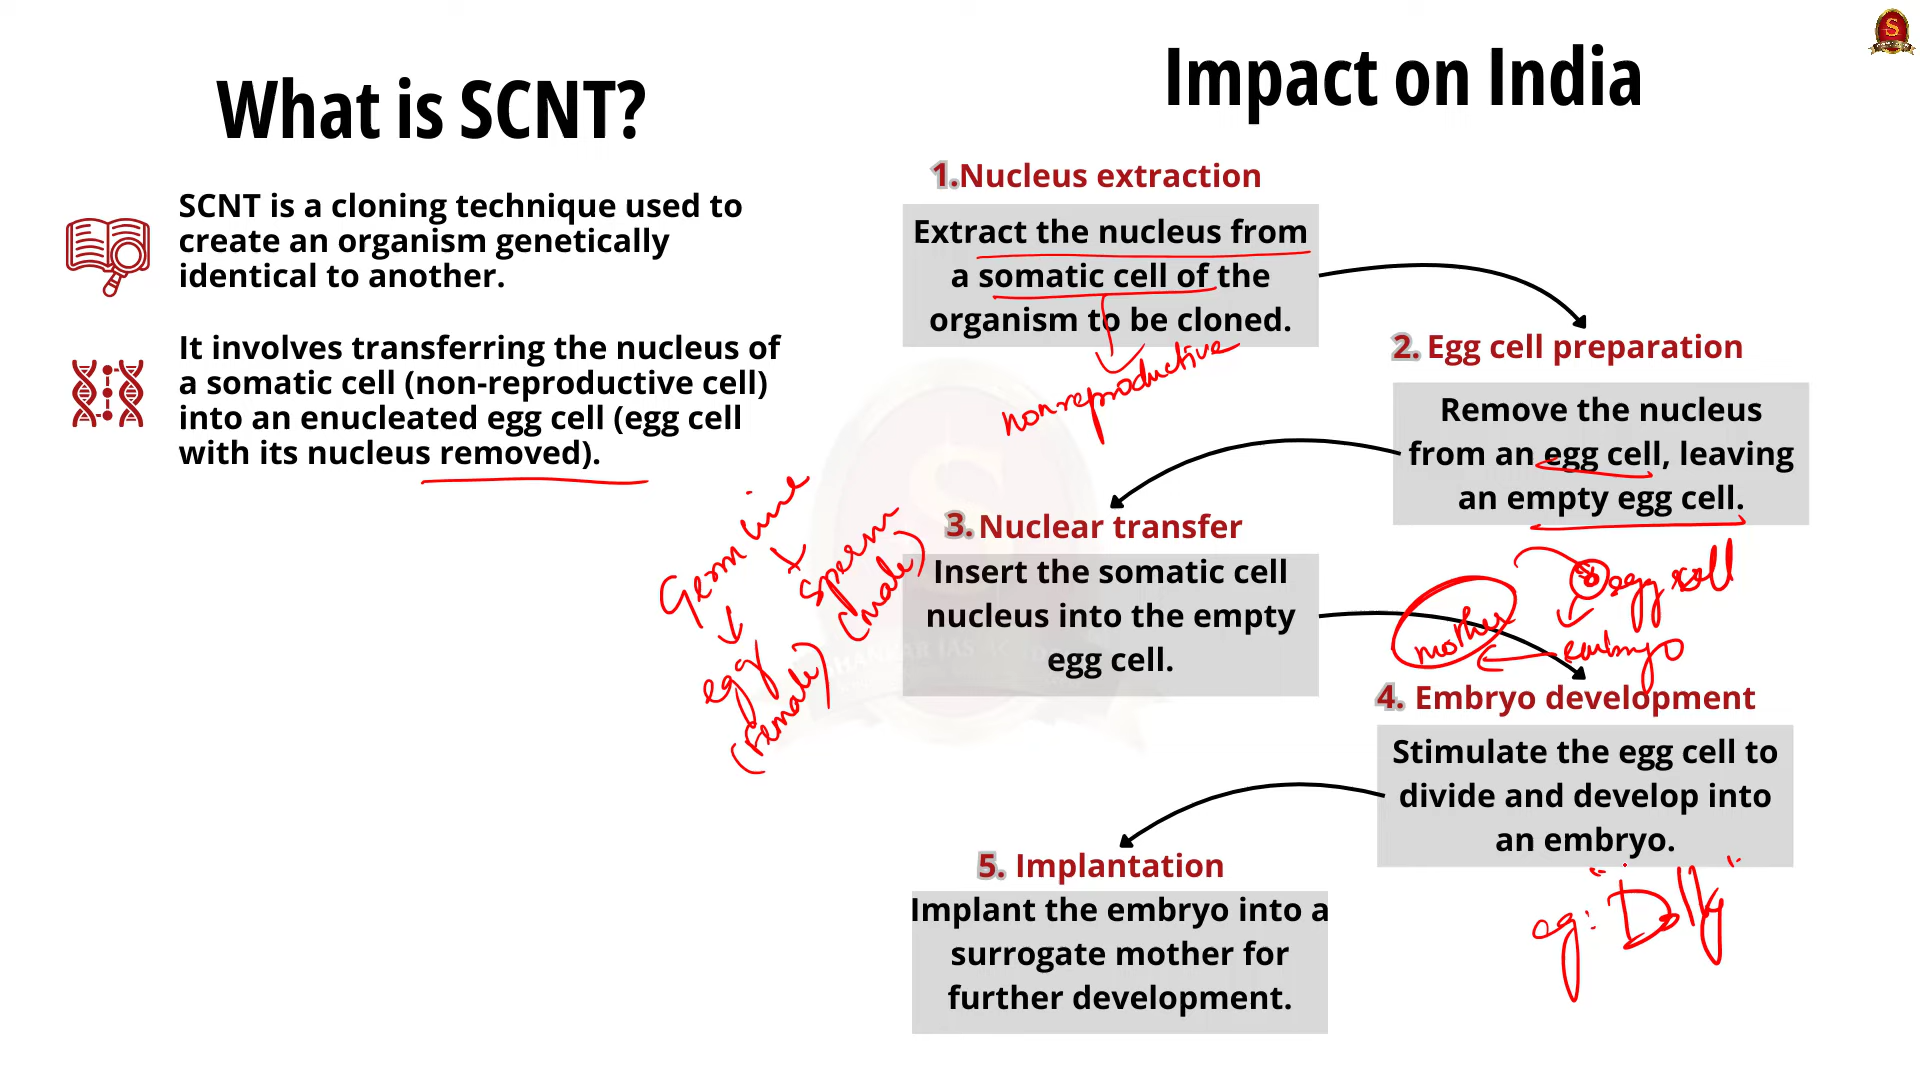 What is SCNT?
SCNT is a cloning technique used to
create an organism genetically
identical to another.
It involves transferring the nucleus of
a somatic cell (non-reproductive cell)
into an enucleated egg cell (egg cell
with its nucleus removed).
Germ line
egg
(Female)
sperm
(male)
Impact on India
1.Nucleus extraction
Extract the nucleus from
a somatic cell of the
organism to be cloned.
nonreproductive
2. Egg cell preparation
Remove the nucleus
from an egg cell, leaving
an empty egg cell.
egg cell
embryo
mother
3. Nuclear transfer
Insert the somatic cell
nucleus into the empty
egg cell.
4. Embryo development
Stimulate the egg cell to
divide and develop into
an embryo.
eg: "Dolly"
5. Implantation
Implant the embryo into a
surrogate mother for
further development.
S